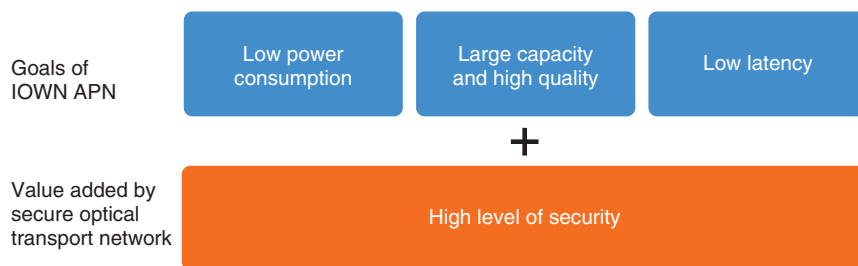 Goals of
IOWN APN
Low power
consumption
Large capacity
and high quality
Low latency
+
Value added by
secure optical
transport network
High level of security